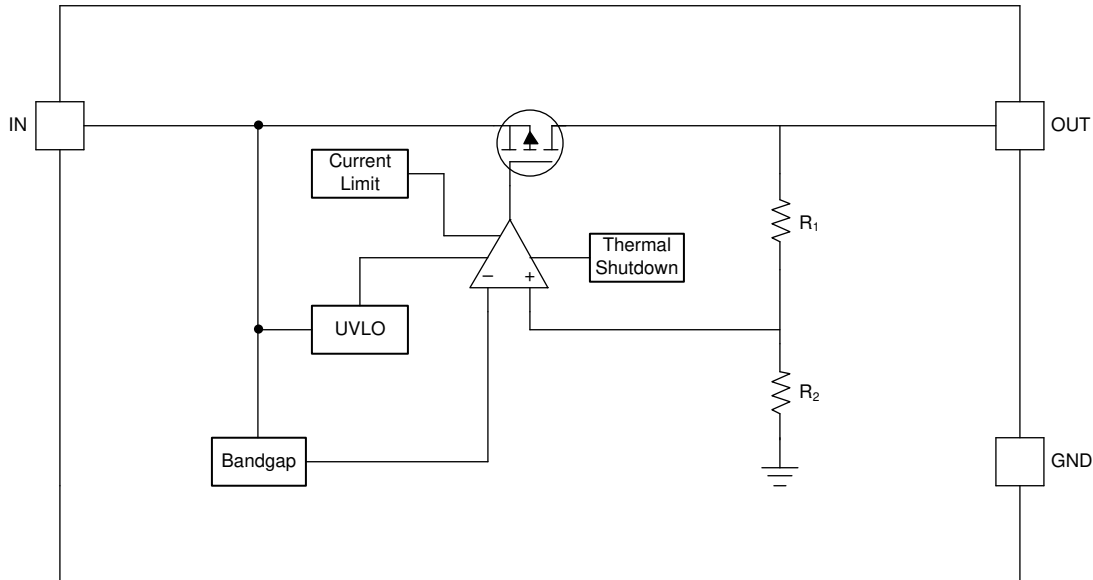 IN
OUT
Current
Limit
R₁
Thermal
Shutdown
− +
UVLO
R₂
Bandgap
GND